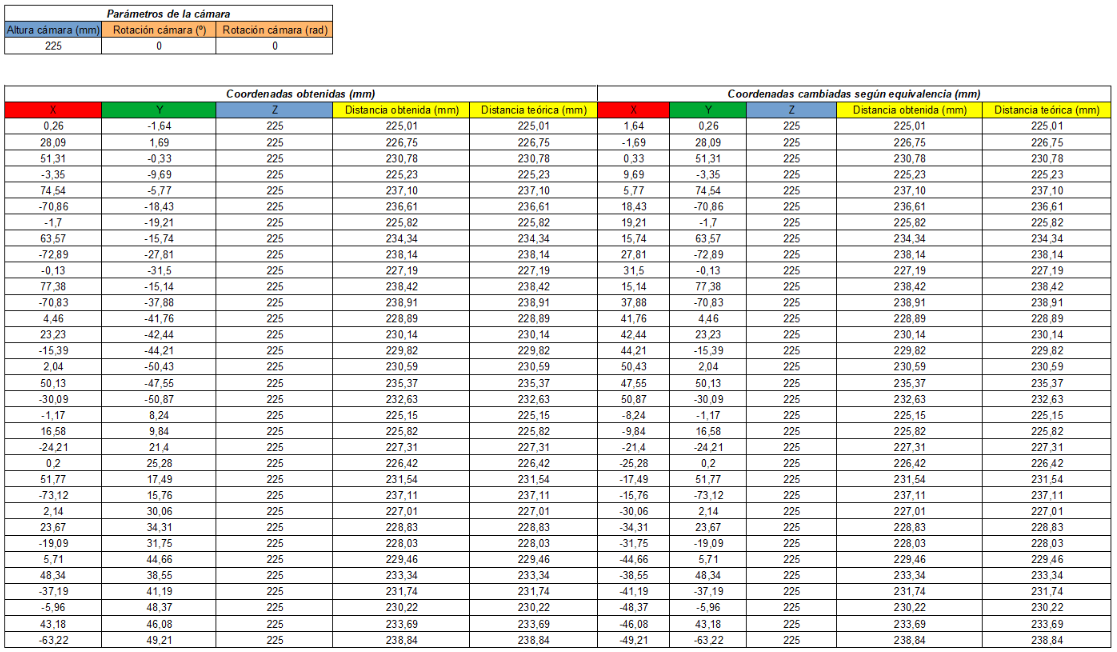 Parámetros de la cámara
Altura cámara (mm) Rotación cámara (º) Rotación cámara (rad)
225 0 0
Coordenadas obtenidas (mm) Coordenadas cambiadas según equivalencia (mm)
X Y Z Distancia obtenida (mm) Distancia teórica (mm) X Y Z Distancia obtenida (mm) Distancia teórica (mm)
0,26 -1,64 225 225,01 225,01 1,64 0,26 225 225,01 225,01
28,09 1,69 225 226,75 226,75 -1,69 28,09 225 226,75 226,75
51,31 -0,33 225 230,78 230,78 0,33 51,31 225 230,78 230,78
-3,35 -9,69 225 225,23 225,23 9,69 -3,35 225 225,23 225,23
74,54 -5,77 225 237,10 237,10 5,77 74,54 225 237,10 237,10
-70,86 -18,43 225 236,61 236,61 18,43 -70,86 225 236,61 236,61
-1,7 -19,21 225 225,82 225,82 19,21 -1,7 225 225,82 225,82
63,57 -15,74 225 234,34 234,34 15,74 63,57 225 234,34 234,34
-72,89 -27,81 225 238,14 238,14 27,81 -72,89 225 238,14 238,14
-0,13 -31,5 225 227,19 227,19 31,5 -0,13 225 227,19 227,19
77,38 -15,14 225 238,42 238,42 15,14 77,38 225 238,42 238,42
-70,83 -37,88 225 238,91 238,91 37,88 -70,83 225 238,91 238,91
4,46 -41,76 225 228,89 228,89 41,76 4,46 225 228,89 228,89
23,23 -42,44 225 230,14 230,14 42,44 23,23 225 230,14 230,14
-15,39 -44,21 225 229,82 229,82 44,21 -15,39 225 229,82 229,82
2,04 -50,43 225 230,59 230,59 50,43 2,04 225 230,59 230,59
50,13 -47,55 225 235,37 235,37 47,55 50,13 225 235,37 235,37
-30,09 -50,87 225 232,63 232,63 50,87 -30,09 225 232,63 232,63
-1,17 8,24 225 225,15 225,15 -8,24 -1,17 225 225,15 225,15
16,58 9,84 225 225,82 225,82 -9,84 16,58 225 225,82 225,82
-24,21 21,4 225 227,31 227,31 -21,4 -24,21 225 227,31 227,31
0,2 25,28 225 226,42 226,42 -25,28 0,2 225 226,42 226,42
51,77 17,49 225 231,54 231,54 -17,49 51,77 225 231,54 231,54
-73,12 15,76 225 237,11 237,11 -15,76 -73,12 225 237,11 237,11
2,14 30,06 225 227,01 227,01 -30,06 2,14 225 227,01 227,01
23,67 34,31 225 228,83 228,83 -34,31 23,67 225 228,83 228,83
-19,09 31,75 225 228,03 228,03 -31,75 -19,09 225 228,03 228,03
5,71 44,66 225 229,46 229,46 -44,66 5,71 225 229,46 229,46
48,34 38,55 225 233,34 233,34 -38,55 48,34 225 233,34 233,34
-37,19 41,19 225 231,74 231,74 -41,19 -37,19 225 231,74 231,74
-5,96 48,37 225 230,22 230,22 -48,37 -5,96 225 230,22 230,22
43,18 46,08 225 233,69 233,69 -46,08 43,18 225 233,69 233,69
-63,22 49,21 225 238,84 238,84 -49,21 -63,22 225 238,84 238,84